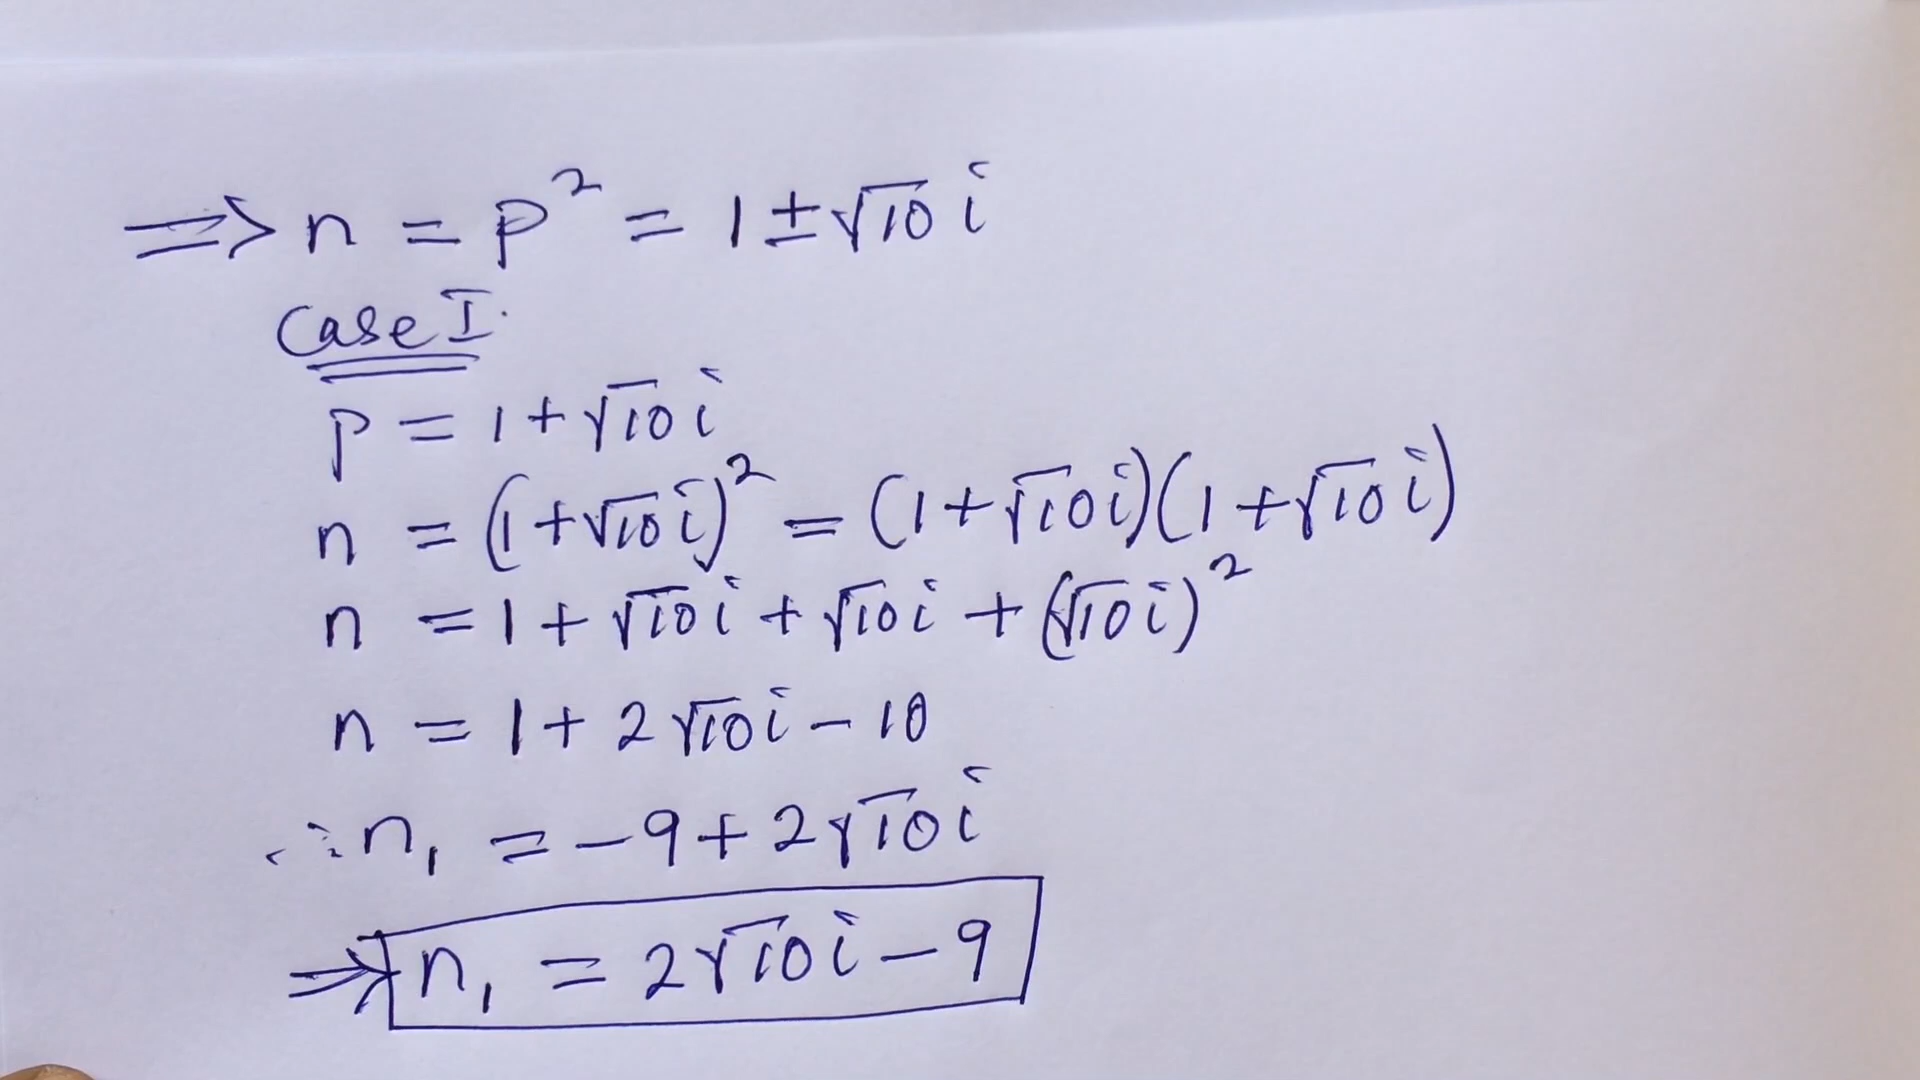 ⇒ n = p² = 1 ± √10 i
Case I.
p = 1 + √10 i
n = (1 + √10 i)² = (1 + √10 i)(1 + √10 i)
n = 1 + √10 i + √10 i + (√10 i)²
n = 1 + 2√10 i − 10
∴ n₁ = −9 + 2√10 i
⇒ n₁ = 2√10 i − 9